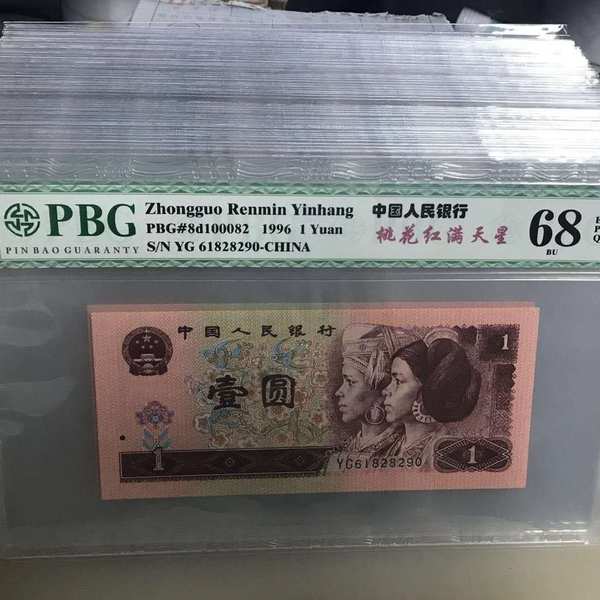 PBG
PIN BAO GUARANTY
Zhongguo Renmin Yinhang
PBG#8d100082 1996 1 Yuan
S/N YG 61828290-CHINA
中国人民银行
桃花红满天星
68
BU
E
P
Q
中国人民银行
1
壹圆
YG61828290
1
1